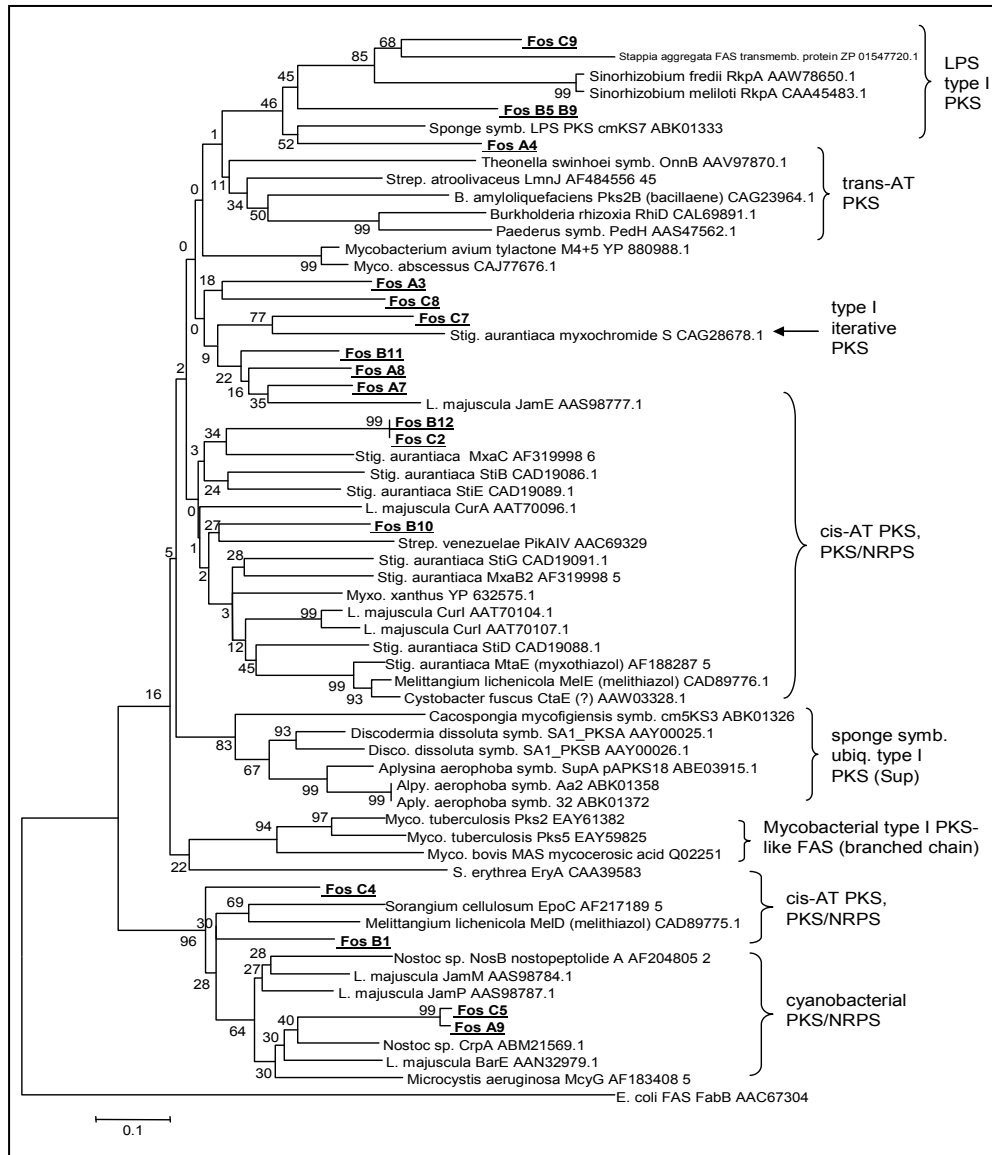 Fos C9
Stappia aggregata FAS transmemb. protein ZP 01547720.1
Sinorhizobium fredii RkpA AAW78650.1
Sinorhizobium meliloti RkpA CAA45483.1
Fos B5 B9
Sponge symb. LPS PKS cmKS7 ABK01333
Fos A4
Theonella swinhoei symb. OnnB AAV97870.1
Strep. atroolivaceus LmnJ AF484556 45
B. amyloliquefaciens Pks2B (bacillaene) CAG23964.1
Burkholderia rhizoxia RhiD CAL69891.1
Paederus symb. PedH AAS47562.1
Mycobacterium avium tylactone M4+5 YP 880988.1
Myco. abscessus CAJ77676.1
Fos A3
Fos C8
Fos C7
Stig. aurantiaca myxochromide S CAG28678.1
Fos B11
Fos A8
Fos A7
L. majuscula JamE AAS98777.1
Fos B12
Fos C2
Stig. aurantiaca MxaC AF319998 6
Stig. aurantiaca StiB CAD19086.1
Stig. aurantiaca StiE CAD19089.1
L. majuscula CurA AAT70096.1
Fos B10
Strep. venezuelae PikAIV AAC69329
Stig. aurantiaca StiG CAD19091.1
Stig. aurantiaca MxaB2 AF319998 5
Myxo. xanthus YP 632575.1
L. majuscula CurI AAT70104.1
L. majuscula CurI AAT70107.1
Stig. aurantiaca StiD CAD19088.1
Stig. aurantiaca MtaE (myxothiazol) AF188287 5
Melittangium lichenicola MelE (melithiazol) CAD89776.1
Cystobacter fuscus CtaE (?) AAW03328.1
Cacospongia mycofigiensis symb. cm5KS3 ABK01326
Discodermia dissoluta symb. SA1_PKSA AAY00025.1
Disco. dissoluta symb. SA1_PKSB AAY00026.1
Aplysina aerophoba symb. SupA pAPKS18 ABE03915.1
Alpy. aerophoba symb. Aa2 ABK01358
Aply. aerophoba symb. 32 ABK01372
Myco. tuberculosis Pks2 EAY61382
Myco. tuberculosis Pks5 EAY59825
Myco. bovis MAS mycocerosic acid Q02251
S. erythrea EryA CAA39583
Fos C4
Sorangium cellulosum EpoC AF217189 5
Melittangium lichenicola MelD (melithiazol) CAD89775.1
Fos B1
Nostoc sp. NosB nostopeptolide A AF204805 2
L. majuscula JamM AAS98784.1
L. majuscula JamP AAS98787.1
Fos C5
Fos A9
Nostoc sp. CrpA ABM21569.1
L. majuscula BarE AAN32979.1
Microcystis aeruginosa McyG AF183408 5
E. coli FAS FabB AAC67304
LPS
type I
PKS
trans-AT
PKS
type I
iterative
PKS
cis-AT PKS,
PKS/NRPS
sponge symb.
ubiq. type I
PKS (Sup)
Mycobacterial type I PKS-
like FAS (branched chain)
cis-AT PKS,
PKS/NRPS
cyanobacterial
PKS/NRPS
68
85
45
99
46
52
1
0
11
34
50
99
0
99
18
0
77
9
22
16
35
2
99
34
3
24
0
27
1
2
28
3
99
12
45
99
93
5
16
93
83
67
99
99
97
94
22
69
30
96
28
28
27
64
99
40
30
30
0.1